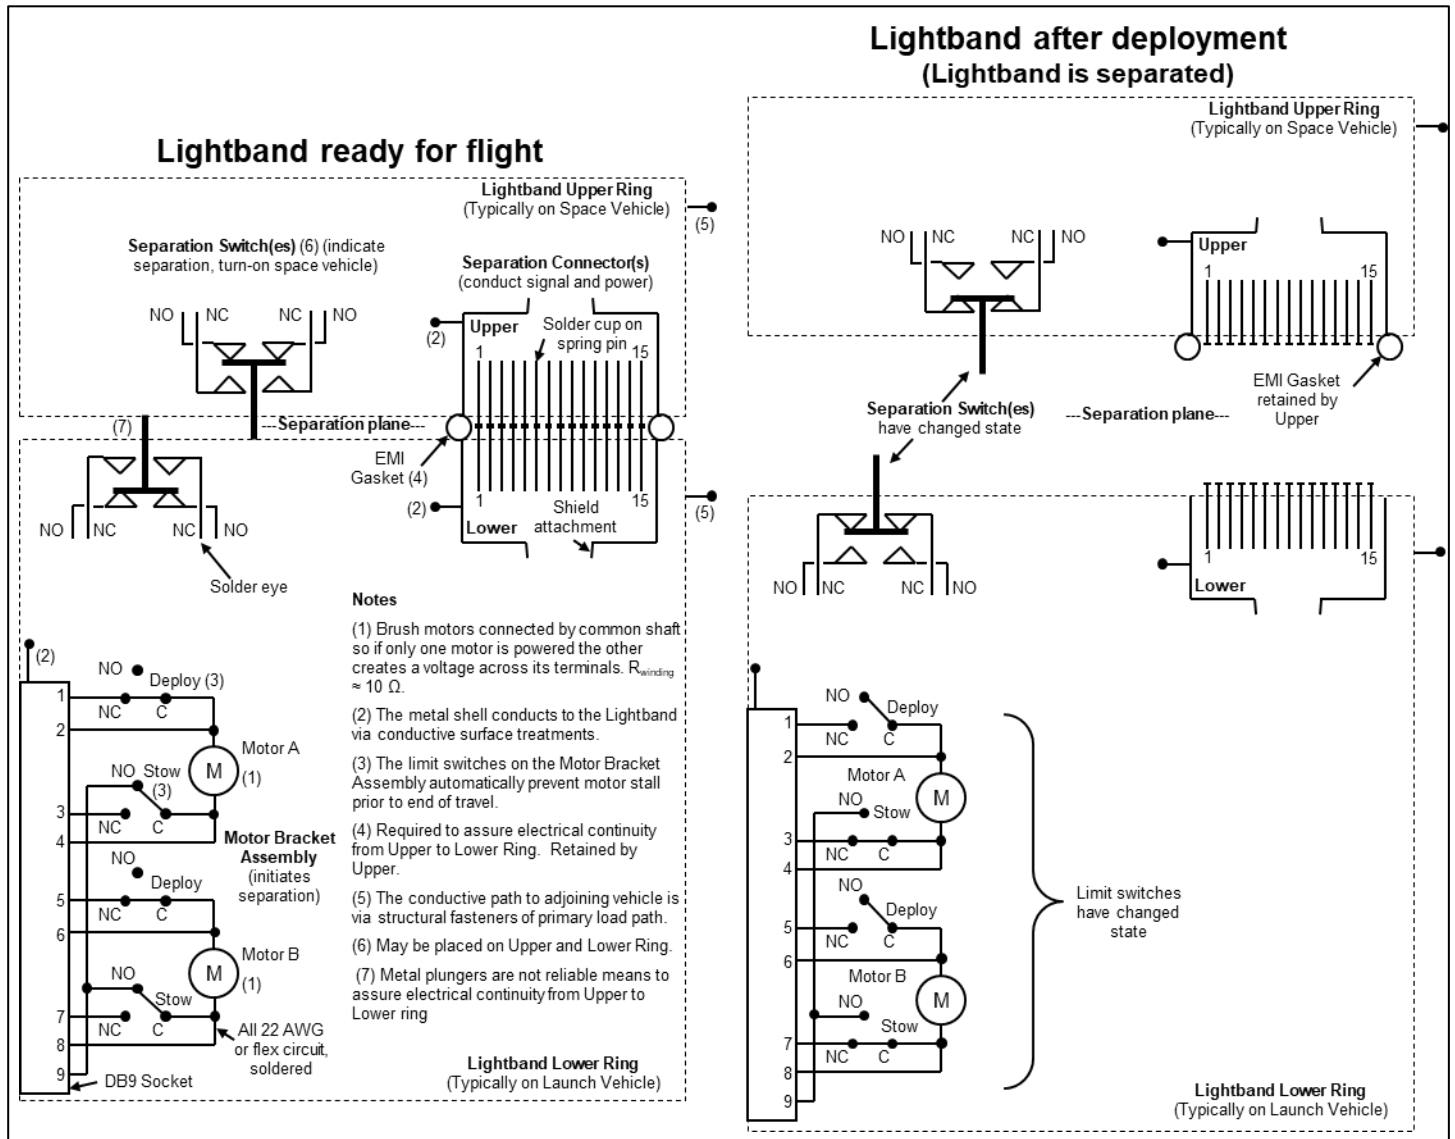 Lightband ready for flight
Lightband Upper Ring
(Typically on Space Vehicle)
(5)
Separation Switch(es) (6) (indicate
separation, turn-on space vehicle)
Separation Connector(s)
(conduct signal and power)
NO NC NC NO
(2)
Upper
Solder cup on
spring pin
1 15
(7)
---Separation plane---
EMI
Gasket (4)
1 15
(2)
Lower
Shield
attachment
(5)
NO NC NC NO
Solder eye
Notes
(1) Brush motors connected by common shaft
so if only one motor is powered the other
creates a voltage across its terminals. Rwinding
≈ 10 Ω.
(2) The metal shell conducts to the Lightband
via conductive surface treatments.
(3) The limit switches on the Motor Bracket
Assembly automatically prevent motor stall
prior to end of travel.
(4) Required to assure electrical continuity
from Upper to Lower Ring. Retained by
Upper.
(5) The conductive path to adjoining vehicle is
via structural fasteners of primary load path.
(6) May be placed on Upper and Lower Ring.
(7) Metal plungers are not reliable means to
assure electrical continuity from Upper to
Lower ring
(2)
NO
1 Deploy (3)
NC C
2
Motor A
M (1)
NO Stow
(3)
3
NC C
4
Motor Bracket
Assembly
(initiates
separation)
NO
Deploy
5
NC C
6
Motor B
M (1)
NO
Stow
7
NC C
8
All 22 AWG
or flex circuit,
soldered
9
DB9 Socket
Lightband Lower Ring
(Typically on Launch Vehicle)
Lightband after deployment
(Lightband is separated)
Lightband Upper Ring
(Typically on Space Vehicle)
NO NC NC NO
Upper
1 15
EMI Gasket
retained by
Upper
Separation Switch(es)
have changed state
---Separation plane---
NO NC NC NO
1 15
Lower
NO
Deploy
1
NC C
2
Motor A
M
NO
Stow
3
NC C
4
NO
Deploy
5
NC C
6
Motor B
M
NO
Stow
7
NC C
8
9
Limit switches
have changed
state
Lightband Lower Ring
(Typically on Launch Vehicle)